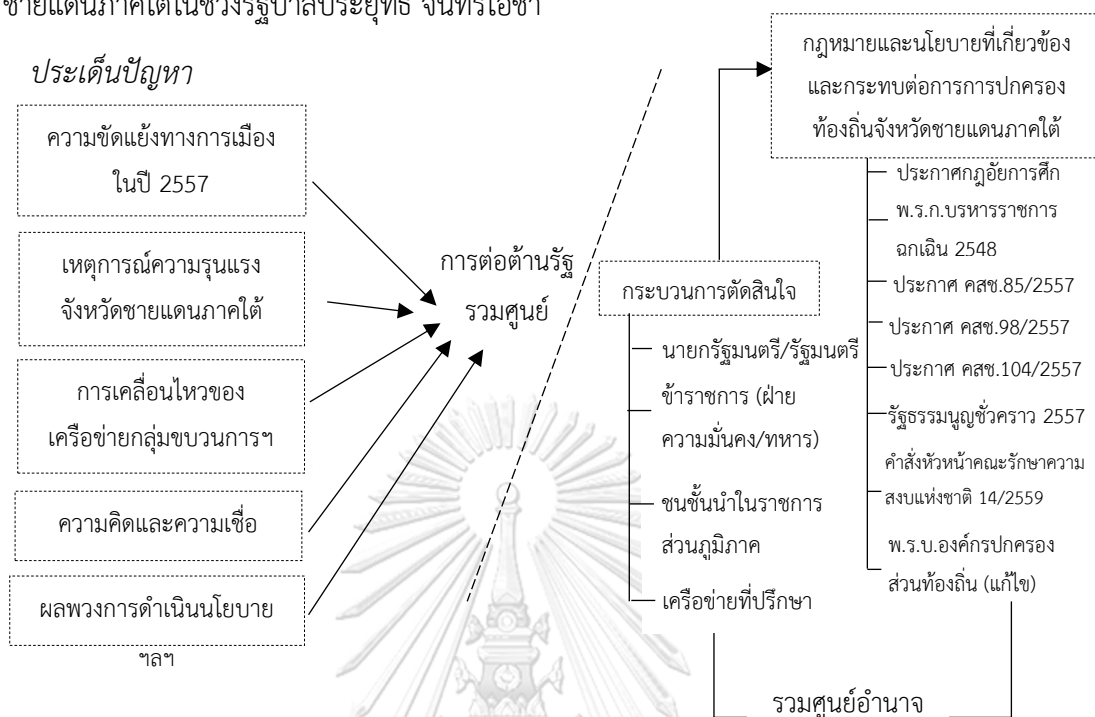 ชายแดนภาคใต้ในช่วงรัฐบาลประยุทธ์ จันทร์โอชา
ประเด็นปัญหา
ความขัดแย้งทางการเมือง
ในปี 2557
เหตุการณ์ความรุนแรง
จังหวัดชายแดนภาคใต้
การเคลื่อนไหวของ
เครือข่ายกลุ่มขบวนการฯ
ความคิดและความเชื่อ
ผลพวงการดำเนินนโยบาย
ฯลฯ
การต่อต้านรัฐ
รวมศูนย์
กระบวนการตัดสินใจ
นายกรัฐมนตรี/รัฐมนตรี
ข้าราชการ (ฝ่าย
ความมั่นคง/ทหาร)
ชนชั้นนำในราชการ
ส่วนภูมิภาค
เครือข่ายที่ปรึกษา
กฎหมายและนโยบายที่เกี่ยวข้อง
และกระทบต่อการการปกครอง
ท้องถิ่นจังหวัดชายแดนภาคใต้
ประกาศกฎอัยการศึก
พ.ร.ก.บริหารราชการ
ฉุกเฉิน 2548
ประกาศ คสช.85/2557
ประกาศ คสช.98/2557
ประกาศ คสช.104/2557
รัฐธรรมนูญชั่วคราว 2557
คำสั่งหัวหน้าคณะรักษาความ
สงบแห่งชาติ 14/2559
พ.ร.บ.องค์กรปกครอง
ส่วนท้องถิ่น (แก้ไข)
รวมศูนย์อำนาจ